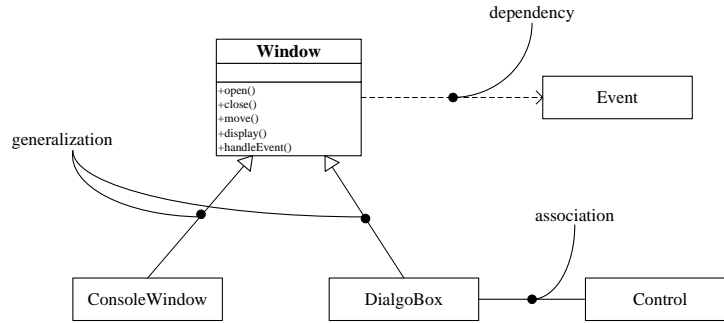 dependency
Window
+open()
+close()
+move()
+display()
+handleEvent()
Event
generalization
association
ConsoleWindow
DialgoBox
Control